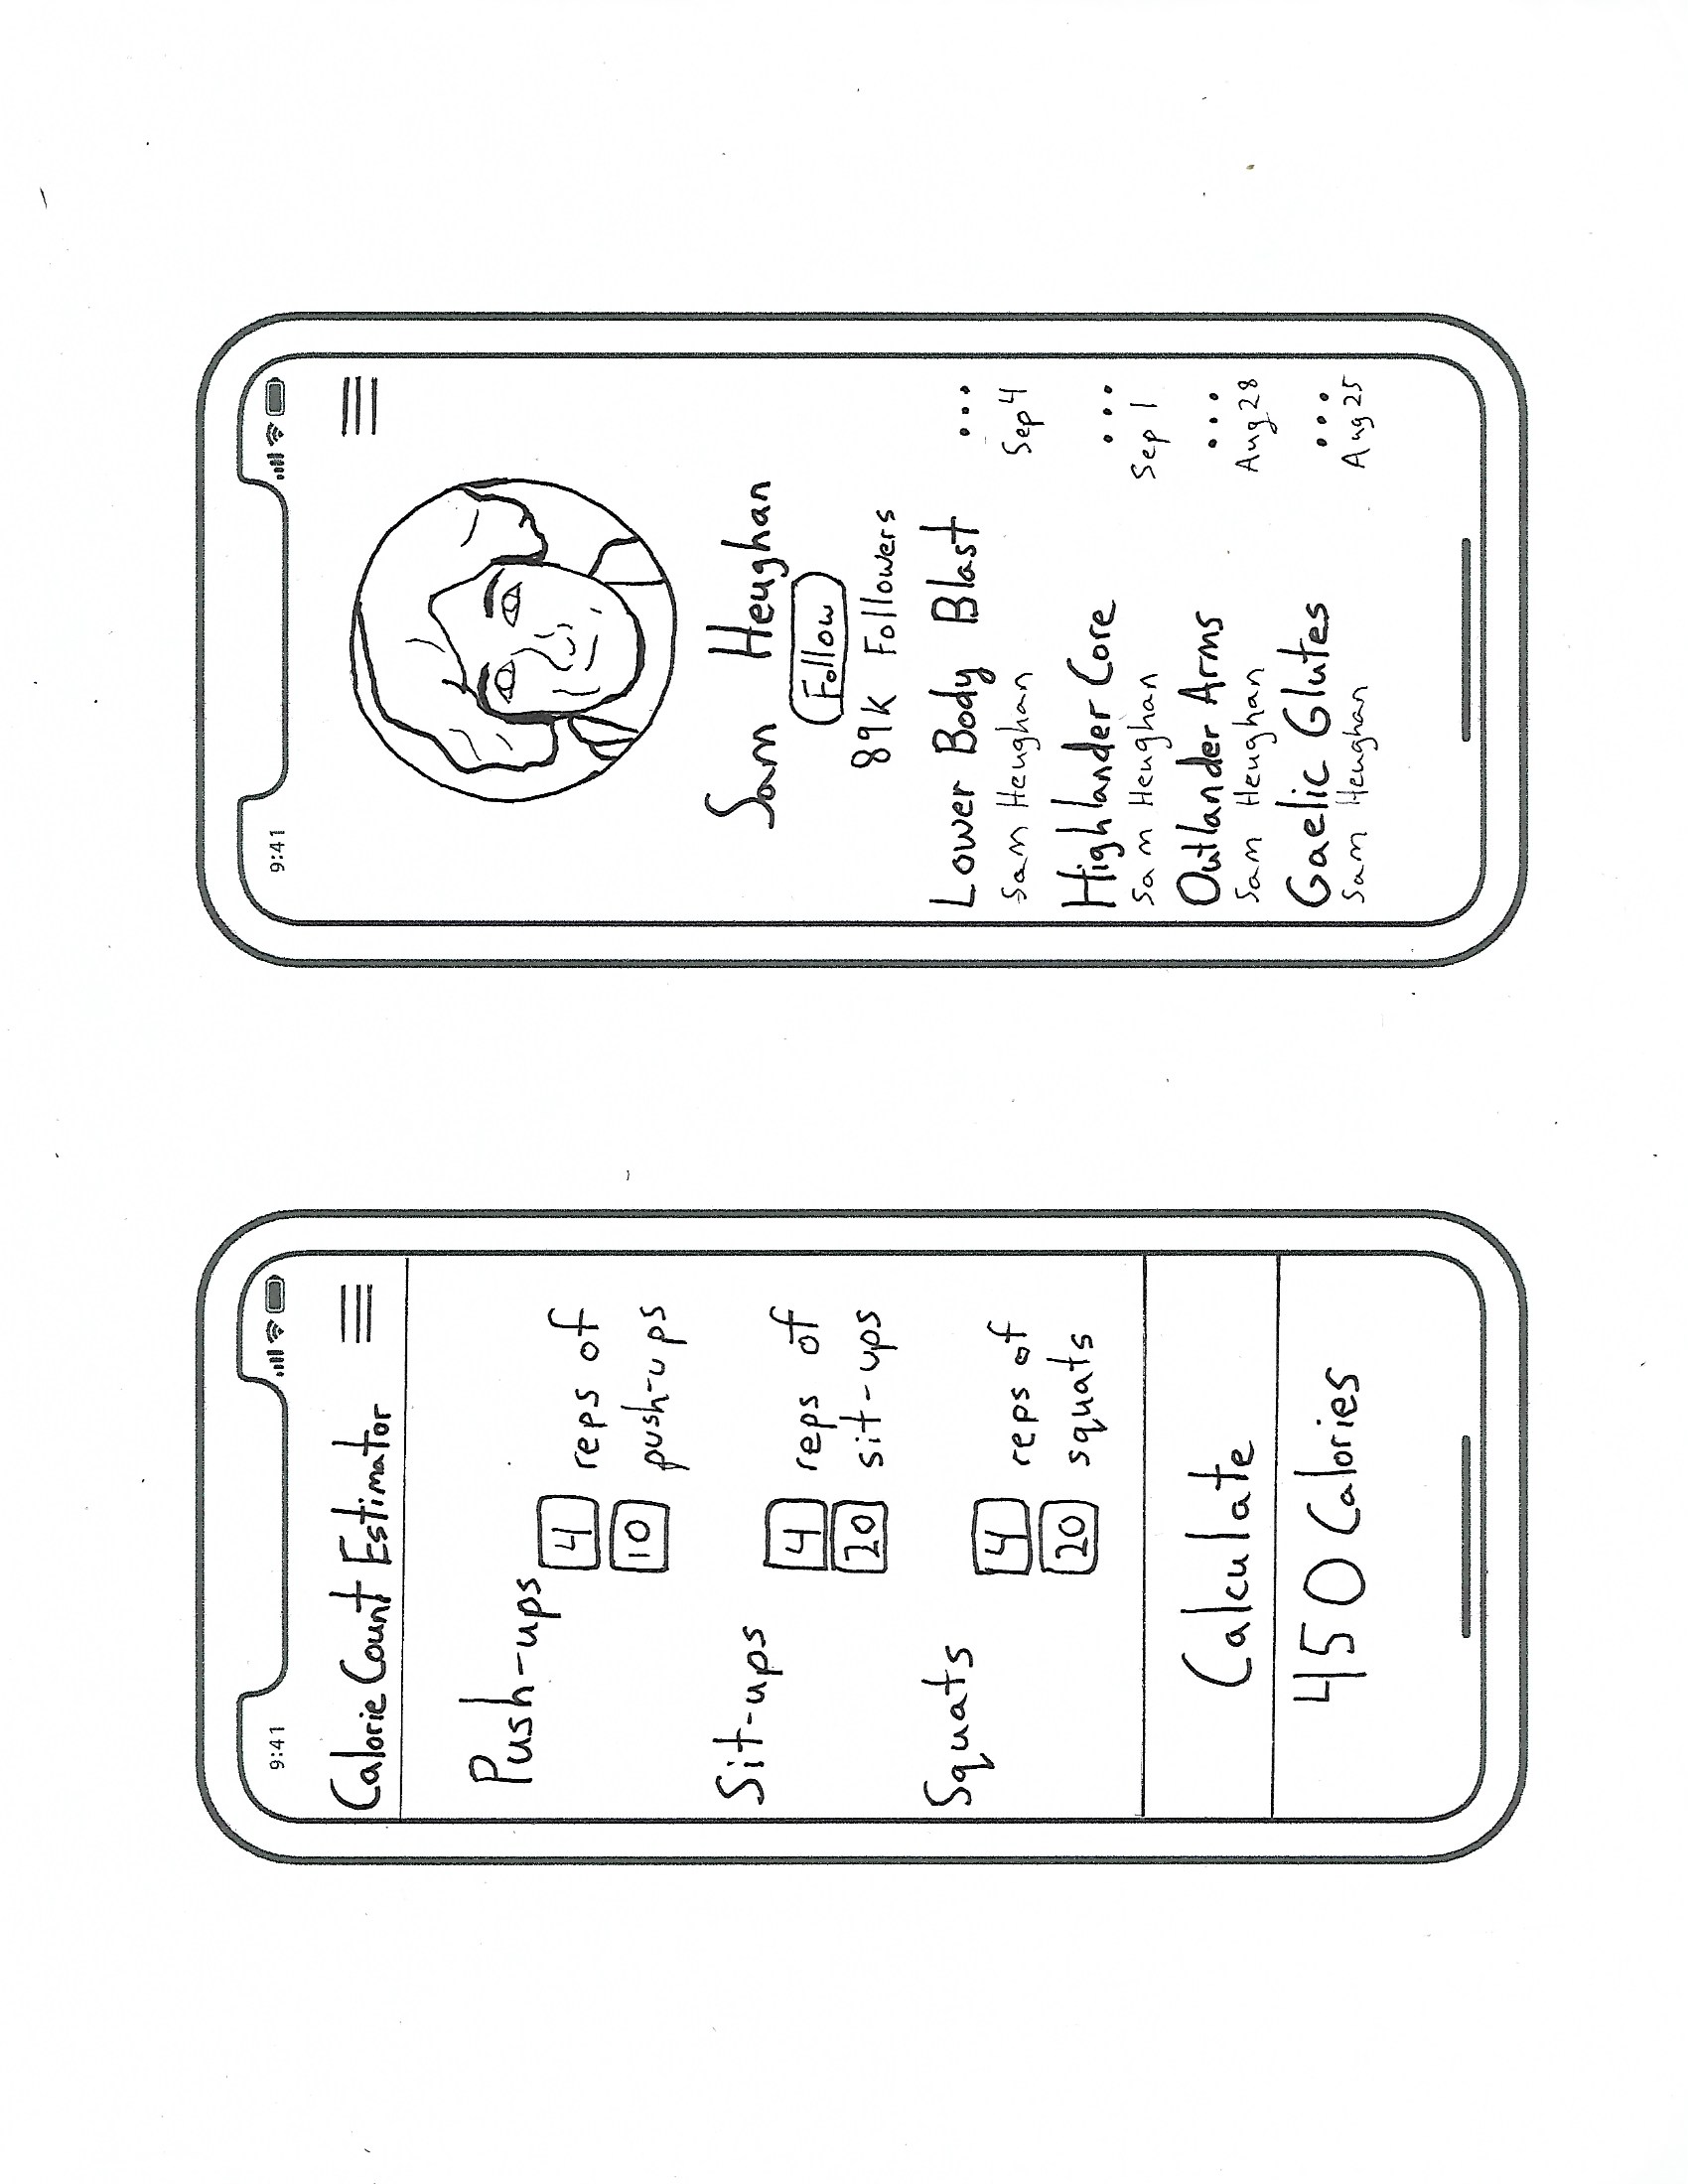 9:41
Calorie Count Estimator
Push-ups
4 reps of
10 push-ups
Sit-ups
4 reps of
20 sit-ups
Squats
4 reps of
20 squats
Calculate
450 Calories
9:41
Sam Heughan
Follow
89K Followers
Lower Body Blast
Sam Heughan Sep 4
Highlander Core
Sam Heughan Sep 1
Outlander Arms
Sam Heughan Aug 28
Gaelic Glutes
Sam Heughan Aug 25